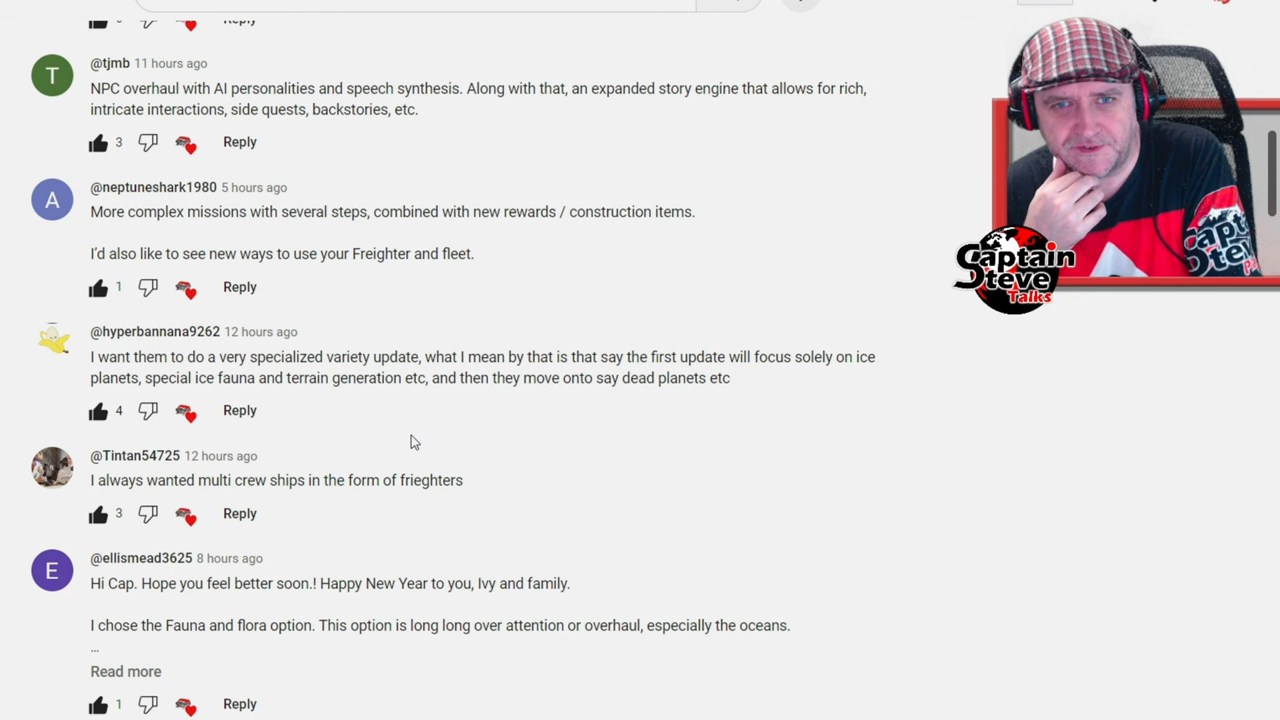 Reply
T
@tjmb 11 hours ago
NPC overhaul with AI personalities and speech synthesis. Along with that, an expanded story engine that allows for rich,
intricate interactions, side quests, backstories, etc.
3 Reply
A
@neptuneshark1980 5 hours ago
More complex missions with several steps, combined with new rewards / construction items.
I'd also like to see new ways to use your Freighter and fleet.
1 Reply
@hyperbannana9262 12 hours ago
I want them to do a very specialized variety update, what I mean by that is that say the first update will focus solely on ice
planets, special ice fauna and terrain generation etc, and then they move onto say dead planets etc
4 Reply
@Tintan54725 12 hours ago
I always wanted multi crew ships in the form of frieghters
3 Reply
E
@ellismead3625 8 hours ago
Hi Cap. Hope you feel better soon.! Happy New Year to you, Ivy and family.
I chose the Fauna and flora option. This option is long long over attention or overhaul, especially the oceans.
...
Read more
1 Reply
Captain
Steve
Talks